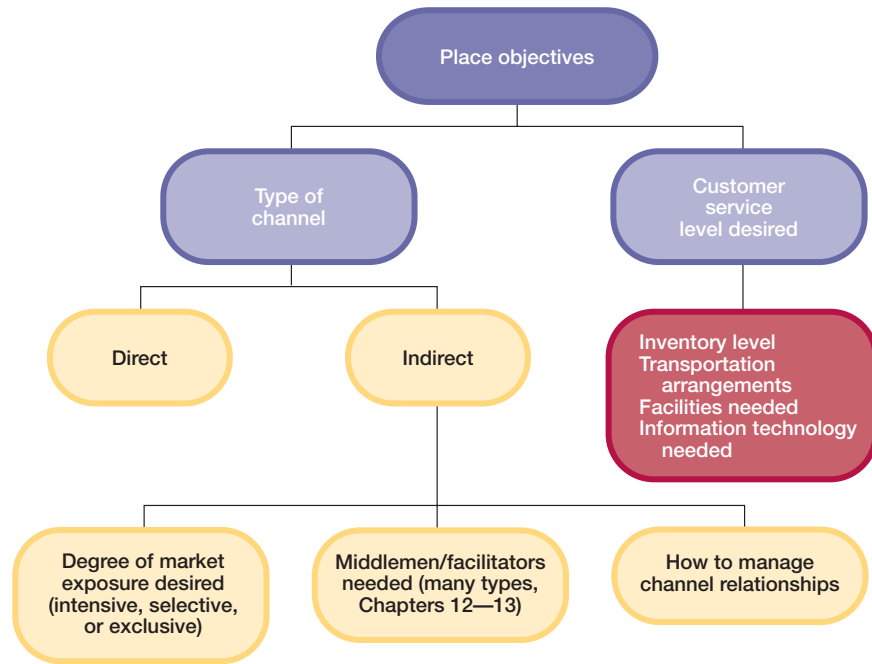 Place objectives
Type of
channel
Customer
service
level desired
Direct
Indirect
Inventory level
Transportation
arrangements
Facilities needed
Information technology
needed
Degree of market
exposure desired
(intensive, selective,
or exclusive)
Middlemen/facilitators
needed (many types,
Chapters 12—13)
How to manage
channel relationships